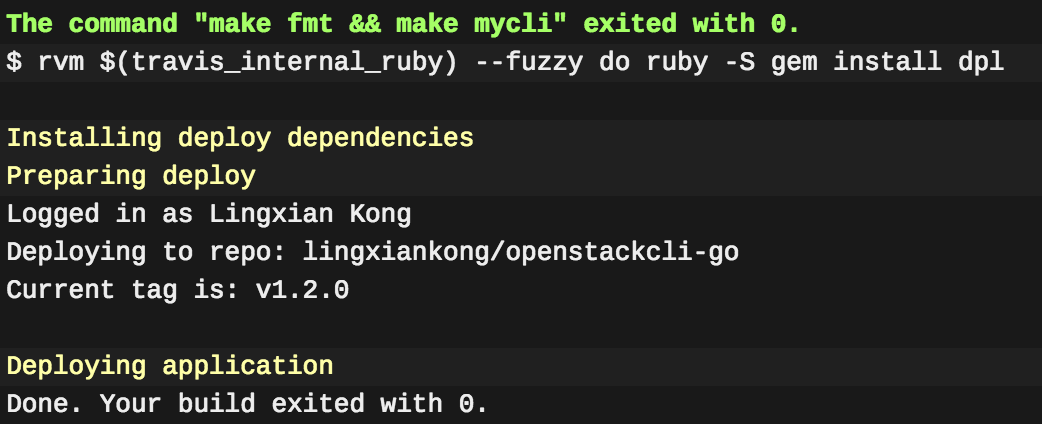 The command "make fmt && make mycli" exited with 0.
$ rvm $(travis_internal_ruby) --fuzzy do ruby -S gem install dpl
Installing deploy dependencies
Preparing deploy
Logged in as Lingxian Kong
Deploying to repo: lingxiankong/openstackcli-go
Current tag is: v1.2.0
Deploying application
Done. Your build exited with 0.